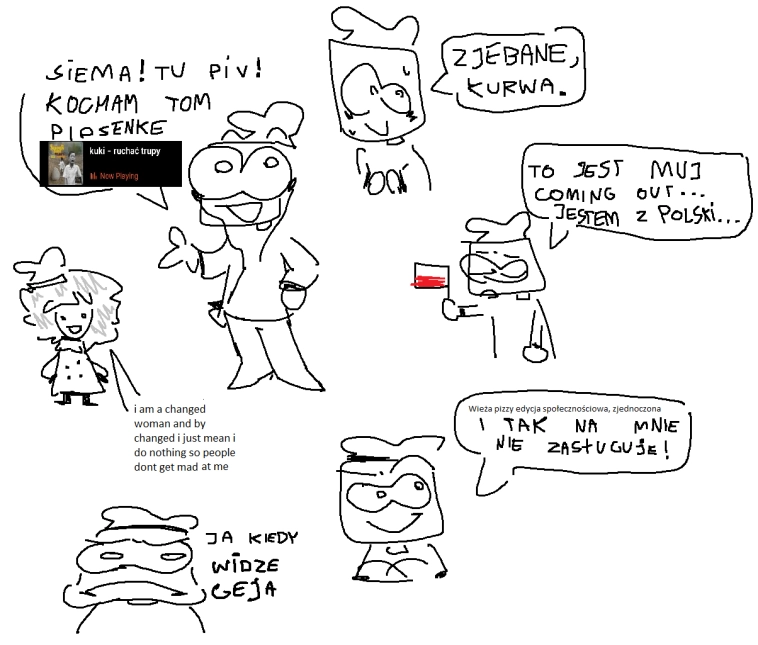 SIEMA! TU PIV!
KOCHAM TOM
PIOSENKE
kuki - ruchać trupy
Now Playing
ZJEBANE,
KURWA.
TO JEST MUJ
COMING OUT...
JESTEM Z POLSKI...
i am a changed
woman and by
changed i just mean i
do nothing so people
dont get mad at me
Wieża pizzy edycja społecznościowa, zjednoczona
I TAK NA MNIE
NIE ZASŁUGUJE!
JA KIEDY
WIDZE
GEJA